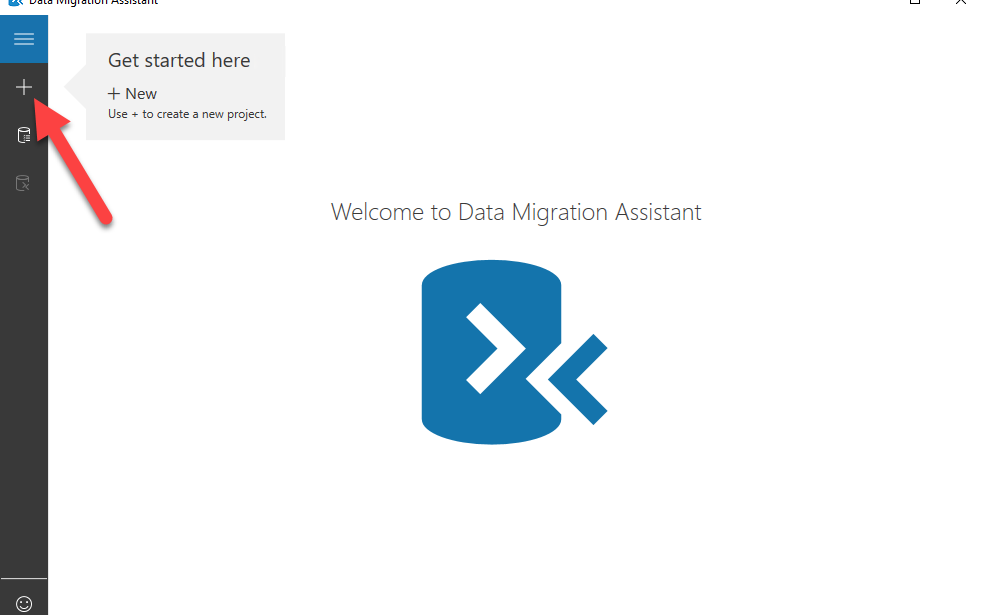 Data Migration Assistant
Get started here
+ New
Use + to create a new project.
Welcome to Data Migration Assistant